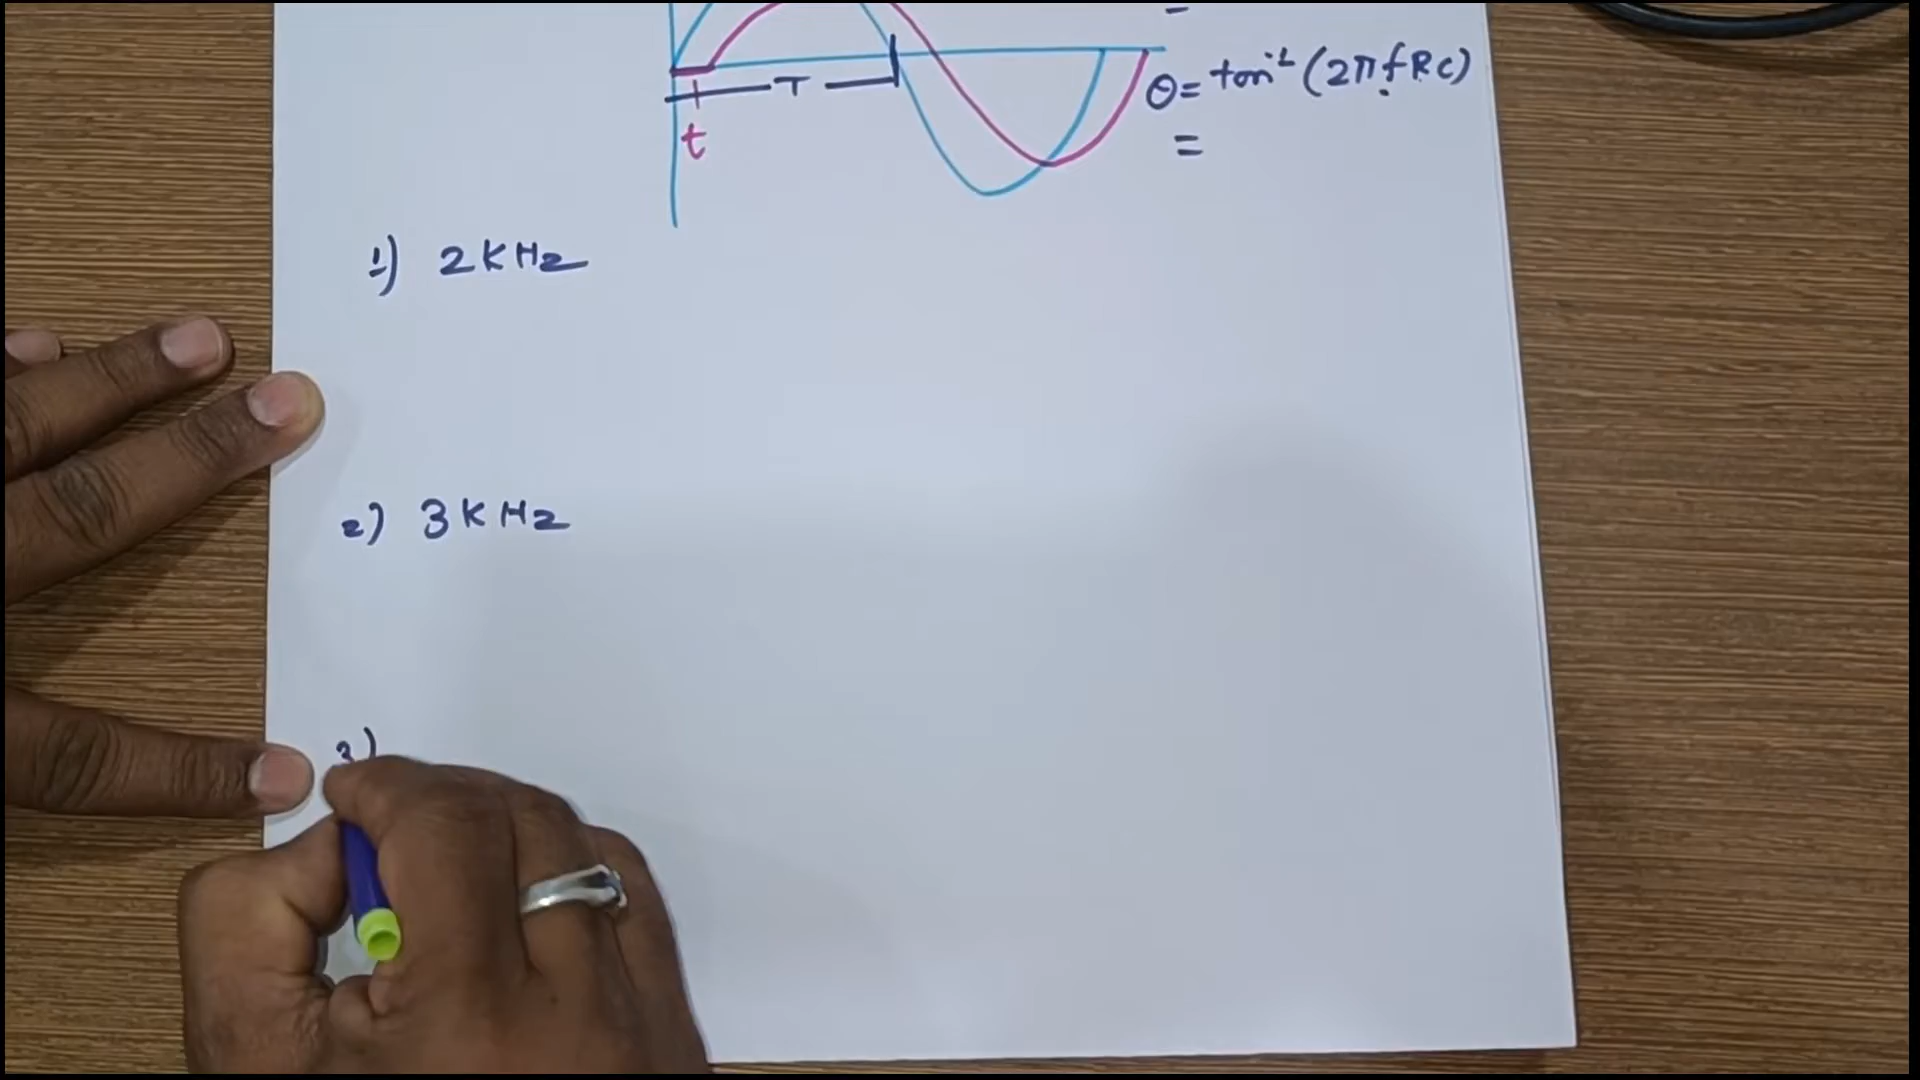 T
t
θ= tan⁻¹ (2πfRC)
=
1) 2KHz
2) 3KHz
3)